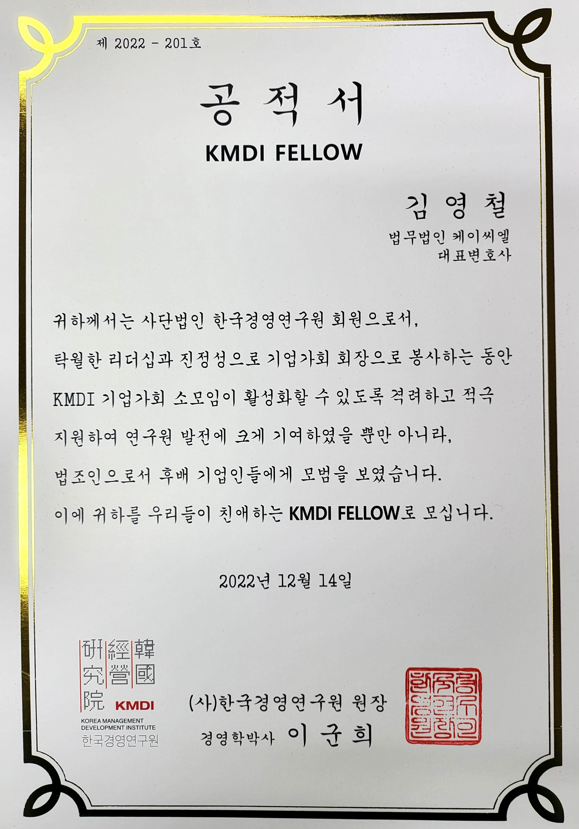 제 2022 - 201호
공 적 서
KMDI FELLOW
김 영 철
법무법인 케이씨엘
대표변호사
귀하께서는 사단법인 한국경영연구원 회원으로서,
탁월한 리더십과 진정성으로 기업가회 회장으로 봉사하는 동안
KMDI 기업가회 소모임이 활성화할 수 있도록 격려하고 적극
지원하여 연구원 발전에 크게 기여하였을 뿐만 아니라,
법조인으로서 후배 기업인들에게 모범을 보였습니다.
이에 귀하를 우리들이 친애하는 KMDI FELLOW로 모십니다.
2022년 12월 14일
韓國
經營
研究院
KMDI
KOREA MANAGEMENT
DEVELOPMENT INSTITUTE
한국경영연구원
(사)한국경영연구원 원장
경영학박사 이 군 희